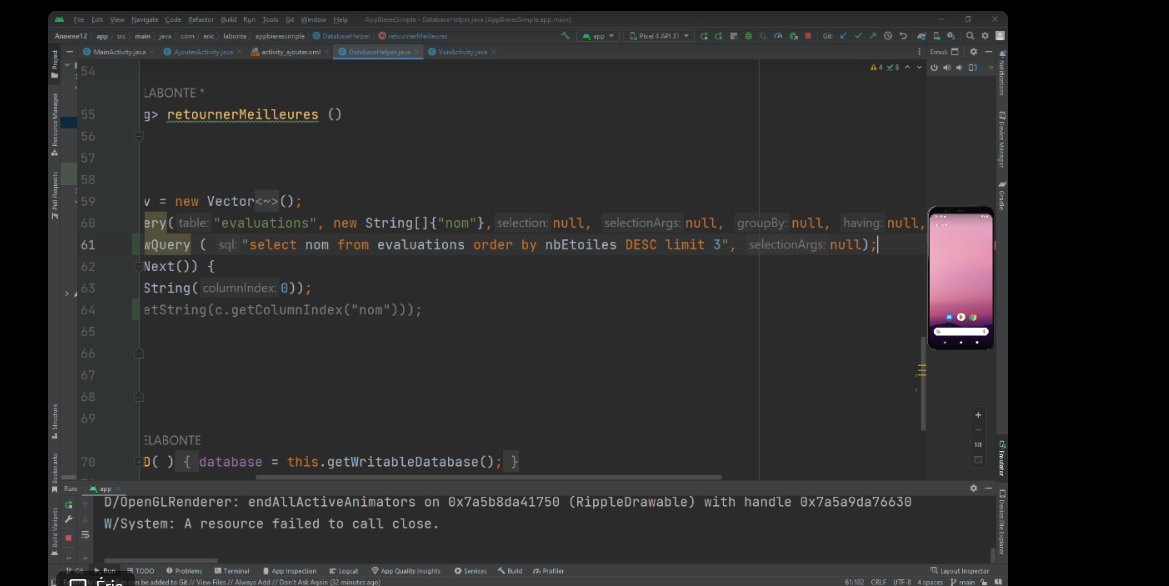 File Edit View Navigate Code Refactor Build Run Tools Git Window Help AppBieresSimple - DatabaseHelper.java [AppBieresSimple.app.main]
Annexe12 app src main java com eric labonte appbieressimple DatabaseHelper retournerMeilleures app Pixel 4 API 31 Git:
MainActivity.java AjouterActivity.java activity_ajouter.xml DatabaseHelper.java VoirActivity.java Emul:
54 4 8
LABONTE *
55 g> retournerMeilleures ()
56
57
58
59 v = new Vector<~>();
60 ery( table: "evaluations", new String[]{"nom"}, selection: null, selectionArgs: null, groupBy: null, having: null,
61 wQuery ( sql: "select nom from evaluations order by nbEtoiles DESC limit 3", selectionArgs: null);
62 Next()) {
63 String( columnIndex: 0));
64 etString(c.getColumnIndex("nom")));
65
66
67
68
69
ELABONTE
70 D( ) { database = this.getWritableDatabase(); }
Project
Resource Manager
Pull Requests
Structure
Bookmarks
Build Variants
Notifications
Device Manager
Gradle
Emulator
Device File Explorer
1:1
Run: app
D/OpenGLRenderer: endAllActiveAnimators on 0x7a5b8da41750 (RippleDrawable) with handle 0x7a5a9da76630
W/System: A resource failed to call close.
Git Run TODO Problems Terminal App Inspection Logcat App Quality Insights Services Build Profiler Layout Inspector
can be added to Git // View Files // Always Add // Don't Ask Again (32 minutes ago) 61:102 CRLF UTF-8 4 spaces main
Éric